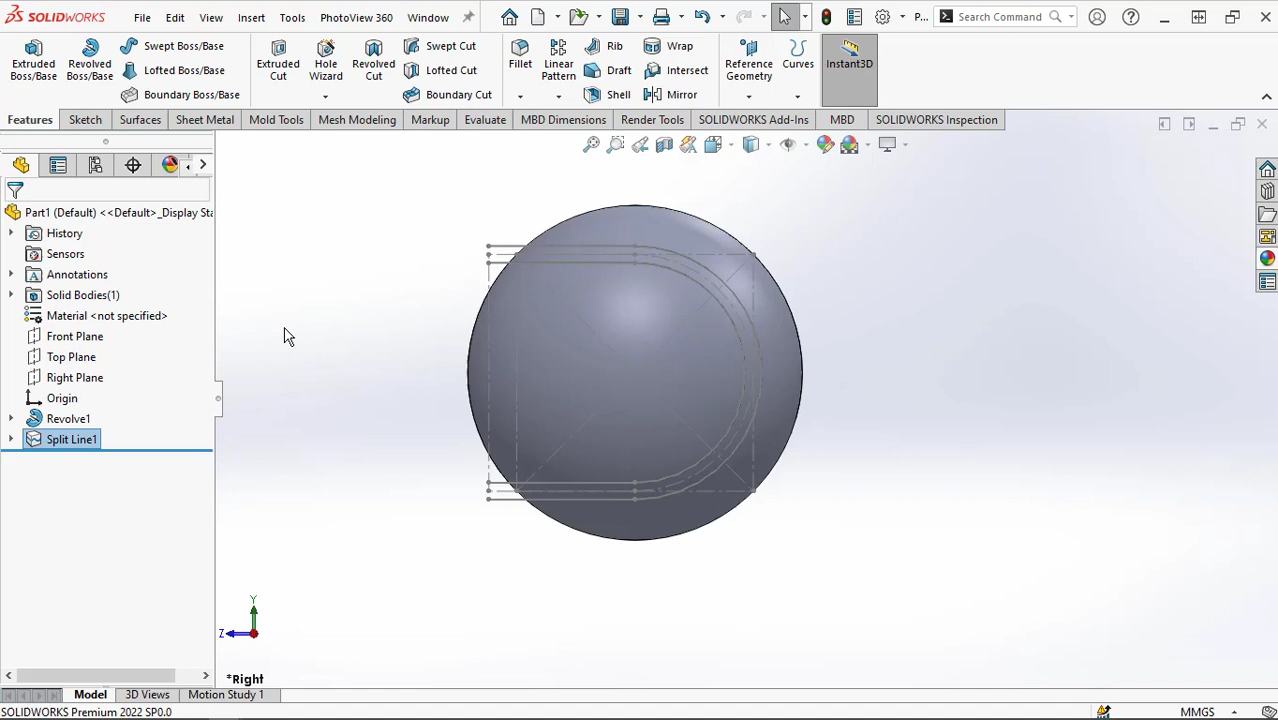 SOLIDWORKS File Edit View Insert Tools PhotoView 360 Window P... Search Command
Extruded Boss/Base
Revolved Boss/Base
Swept Boss/Base
Lofted Boss/Base
Boundary Boss/Base
Extruded Cut
Hole Wizard
Revolved Cut
Swept Cut
Lofted Cut
Boundary Cut
Fillet
Linear Pattern
Rib
Draft
Shell
Wrap
Intersect
Mirror
Reference Geometry
Curves
Instant3D
Features Sketch Surfaces Sheet Metal Mold Tools Mesh Modeling Markup Evaluate MBD Dimensions Render Tools SOLIDWORKS Add-Ins MBD SOLIDWORKS Inspection
Part1 (Default) <<Default>_Display Sta
History
Sensors
Annotations
Solid Bodies(1)
Material <not specified>
Front Plane
Top Plane
Right Plane
Origin
Revolve1
Split Line1
Y
Z
*Right
Model 3D Views Motion Study 1
SOLIDWORKS Premium 2022 SP0.0 MMGS